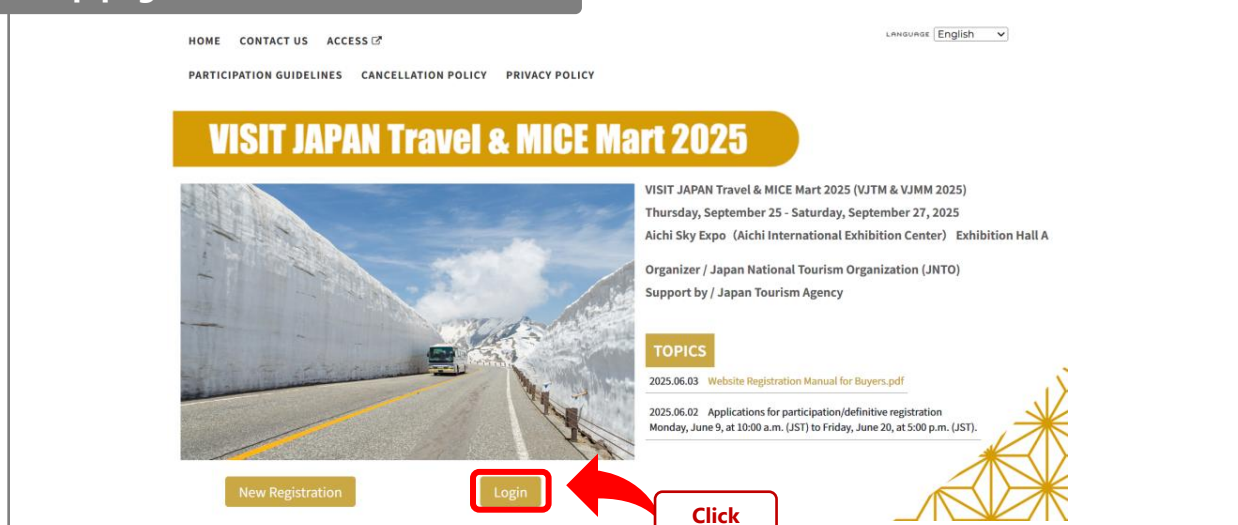 HOME CONTACT US ACCESS
LANGUAGE English
PARTICIPATION GUIDELINES CANCELLATION POLICY PRIVACY POLICY
VISIT JAPAN Travel & MICE Mart 2025
VISIT JAPAN Travel & MICE Mart 2025 (VJTM & VJMM 2025)
Thursday, September 25 - Saturday, September 27, 2025
Aichi Sky Expo（Aichi International Exhibition Center） Exhibition Hall A
Organizer / Japan National Tourism Organization (JNTO)
Support by / Japan Tourism Agency
TOPICS
2025.06.03 Website Registration Manual for Buyers.pdf
2025.06.02 Applications for participation/definitive registration
Monday, June 9, at 10:00 a.m. (JST) to Friday, June 20, at 5:00 p.m. (JST).
New Registration
Login
Click